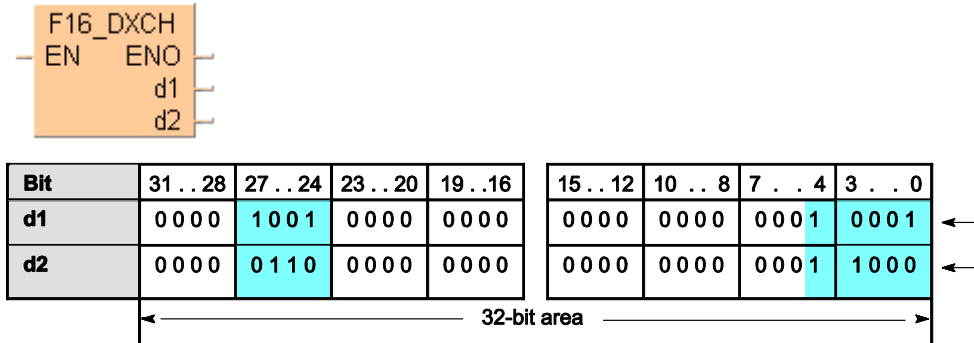 F16_DXCH
EN ENO
d1
d2
Bit 31 . . 28 27 . . 24 23 . . 20 19 . .16 15 . . 12 10 . . 8 7 . . 4 3 . . 0
d1 0 0 0 0 1 0 0 1 0 0 0 0 0 0 0 0 0 0 0 0 0 0 0 0 0 0 0 1 0 0 0 1
d2 0 0 0 0 0 1 1 0 0 0 0 0 0 0 0 0 0 0 0 0 0 0 0 0 0 0 0 1 1 0 0 0
32-bit area